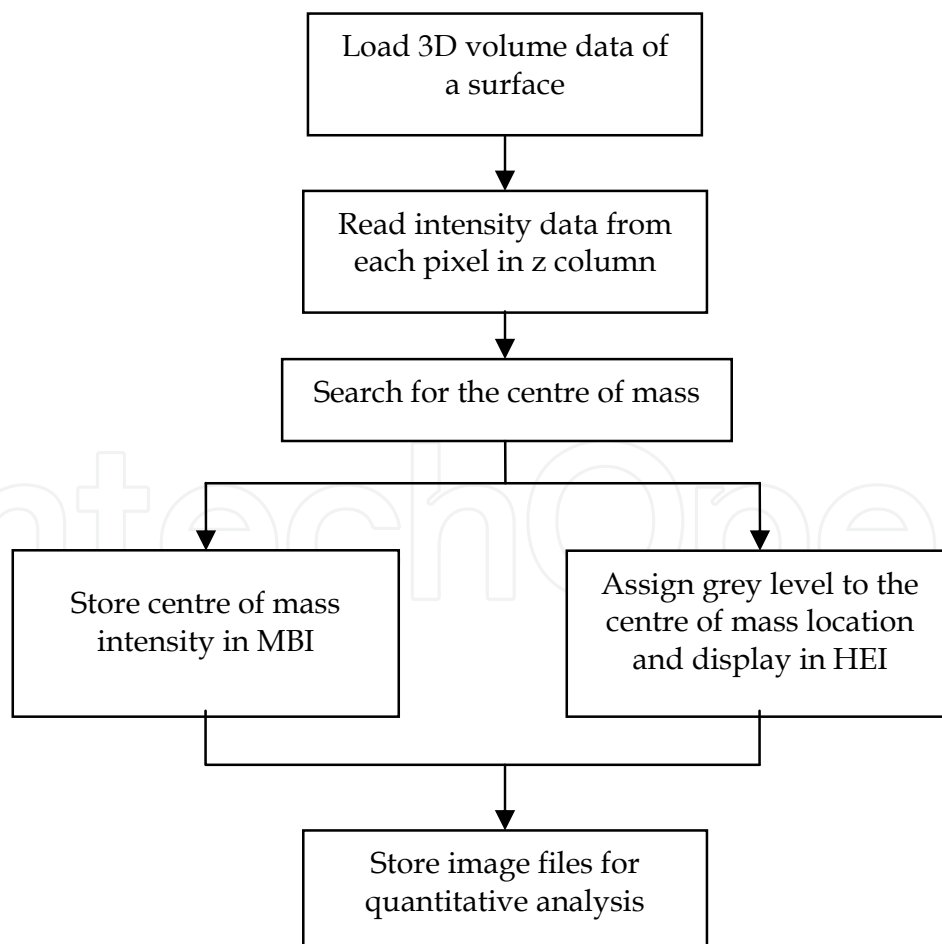 Load 3D volume data of
a surface
Read intensity data from
each pixel in z column
Search for the centre of mass
Store centre of mass
intensity in MBI
Assign grey level to the
centre of mass location
and display in HEI
Store image files for
quantitative analysis
ntechOpe